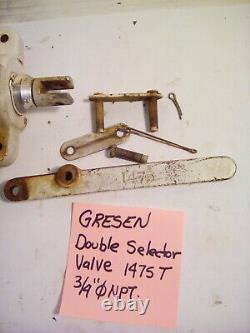 1475
GRESEN
Double Selector
Valve 1475T
3/4"Ø NPT.